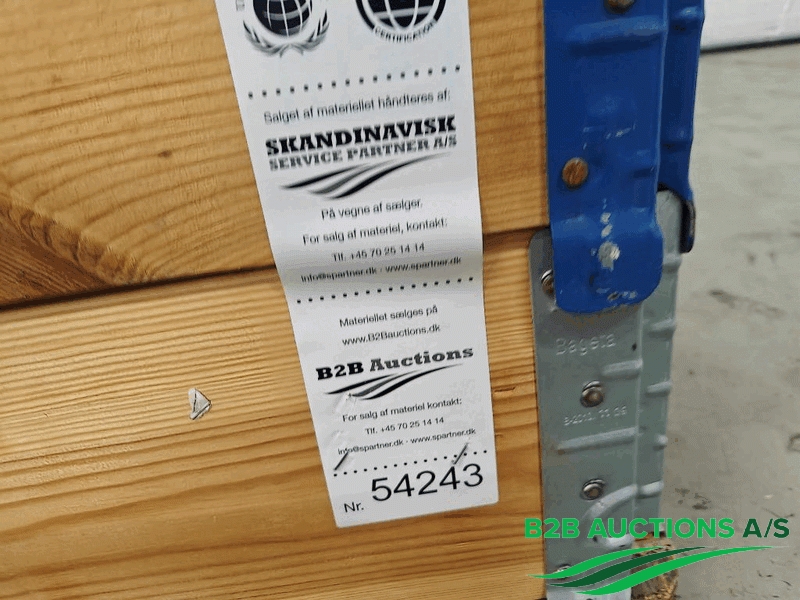 CERTIFICATION
Salget af materiellet håndteres af:
SKANDINAVISK
SERVICE PARTNER A/S
På vegne af sælger.
For salg af materiel, kontakt:
Tlf. +45 70 25 14 14
info@spartner.dk - www.spartner.dk
Materiellet sælges på
www.B2Bauctions.dk
B2B Auctions
For salg af materiel kontakt:
Tlf. +45 70 25 14 14
info@spartner.dk - www.spartner.dk
Nr. 54243
Bageta
B2B AUCTIONS A/S